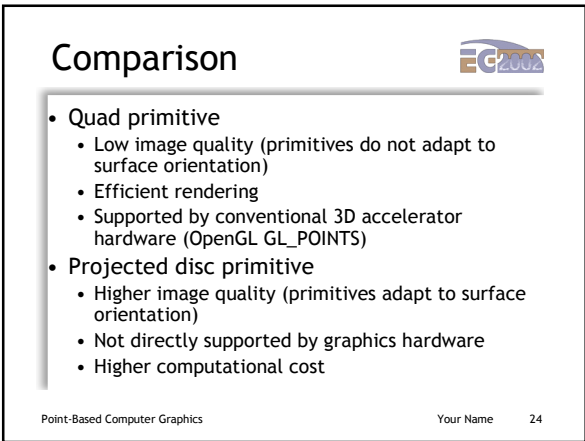 Comparison
EG2002
• Quad primitive
• Low image quality (primitives do not adapt to
surface orientation)
• Efficient rendering
• Supported by conventional 3D accelerator
hardware (OpenGL GL_POINTS)
• Projected disc primitive
• Higher image quality (primitives adapt to surface
orientation)
• Not directly supported by graphics hardware
• Higher computational cost
Point-Based Computer Graphics Your Name 24